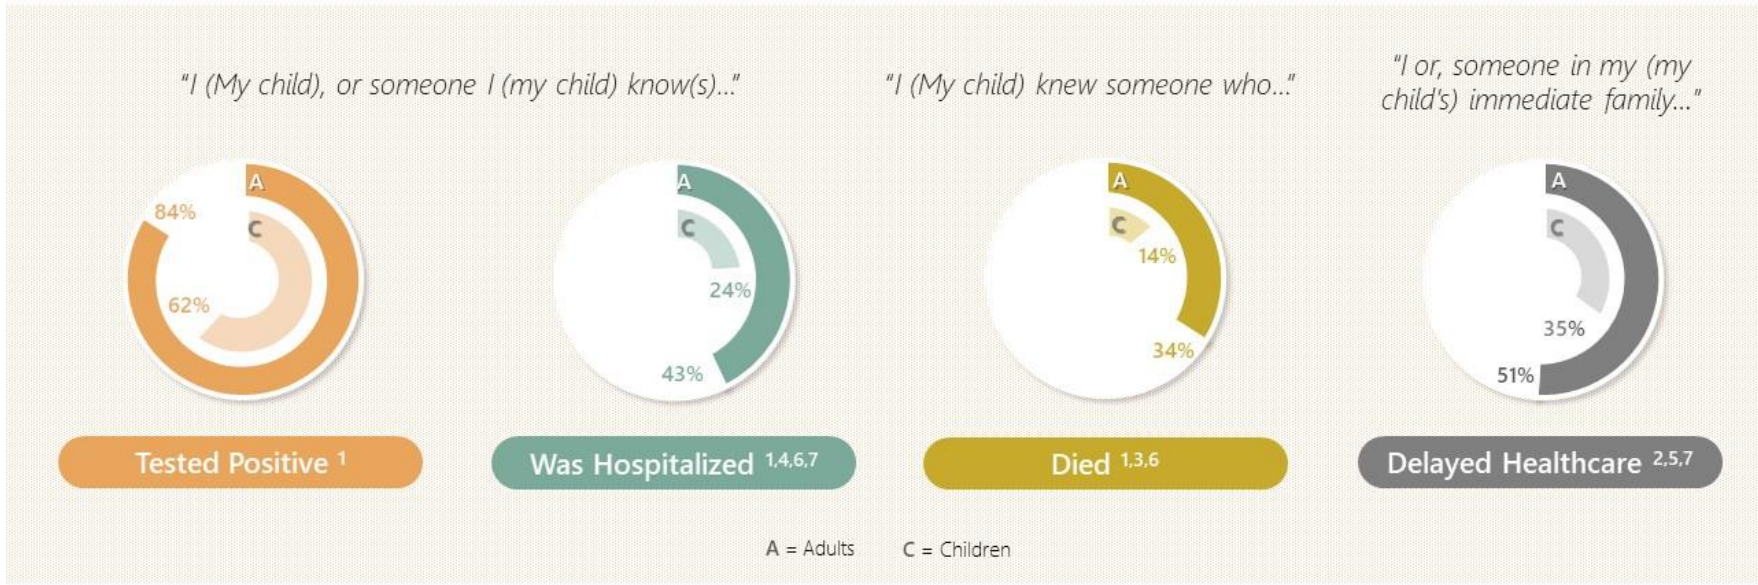 "I (My child), or someone I (my child) know(s)..."
"I (My child) knew someone who..."
"I or, someone in my (my
child's) immediate family..."
A
C
84%
62%
A
C
24%
43%
A
C
14%
34%
A
C
35%
51%
Tested Positive 1
Was Hospitalized 1,4,6,7
Died 1,3,6
Delayed Healthcare 2,5,7
A = Adults
C = Children